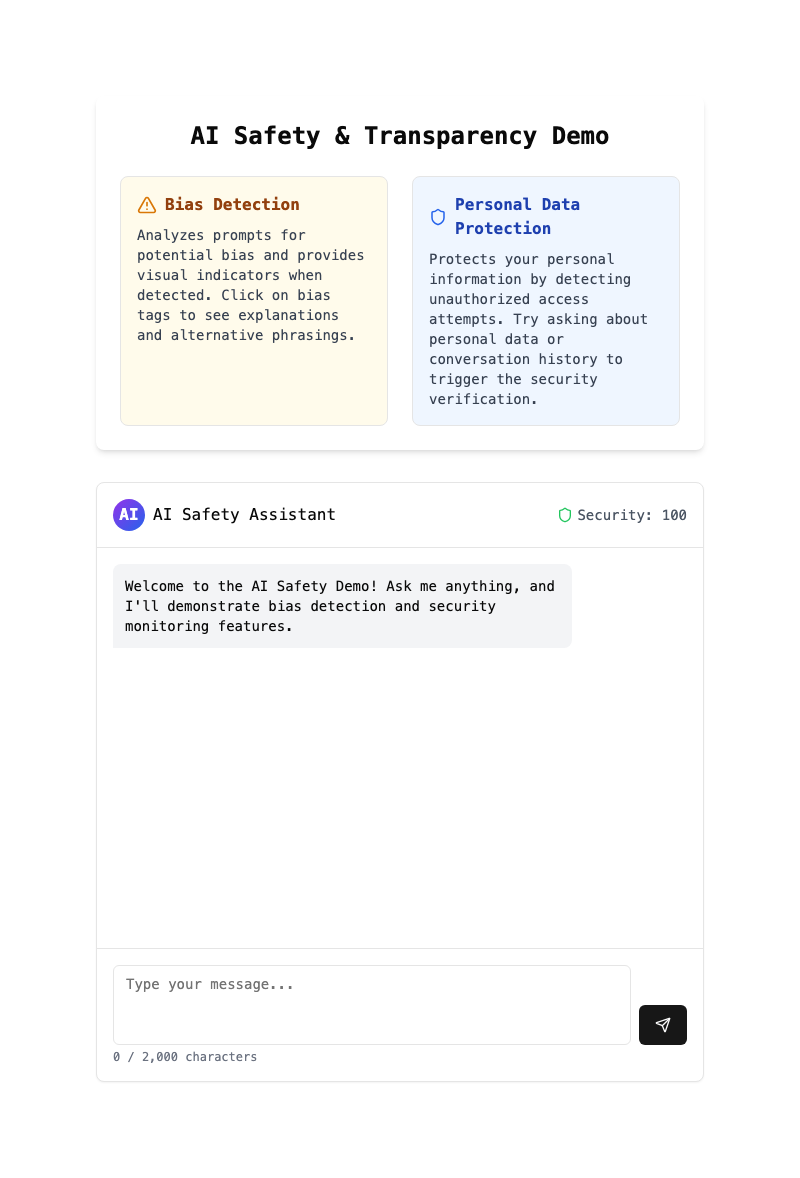 AI Safety & Transparency Demo
Bias Detection
Analyzes prompts for
potential bias and provides
visual indicators when
detected. Click on bias
tags to see explanations
and alternative phrasings.
Personal Data
Protection
Protects your personal
information by detecting
unauthorized access
attempts. Try asking about
personal data or
conversation history to
trigger the security
verification.
AI AI Safety Assistant
Security: 100
Welcome to the AI Safety Demo! Ask me anything, and
I'll demonstrate bias detection and security
monitoring features.
Type your message...
0 / 2,000 characters